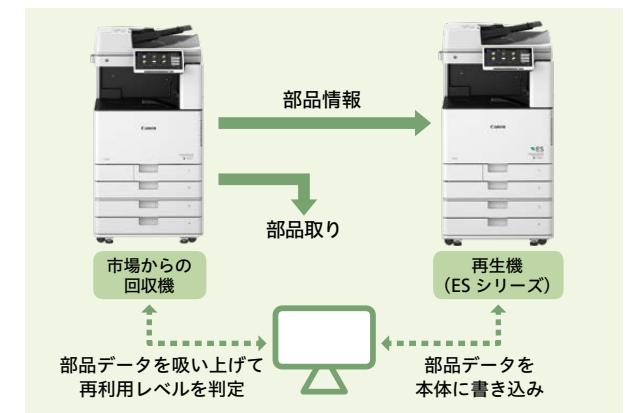 部品情報
Canon
Canon
ES
部品取り
市場からの
回収機
再生機
（ES シリーズ）
部品データを吸い上げて
再利用レベルを判定
部品データを
本体に書き込み